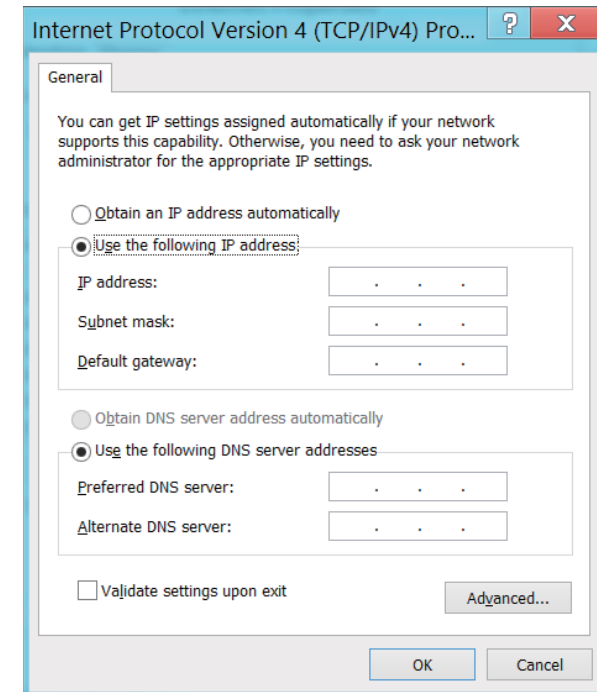 Internet Protocol Version 4 (TCP/IPv4) Pro... ? X
General
You can get IP settings assigned automatically if your network
supports this capability. Otherwise, you need to ask your network
administrator for the appropriate IP settings.
Obtain an IP address automatically
Use the following IP address:
IP address: . . .
Subnet mask: . . .
Default gateway: . . .
Obtain DNS server address automatically
Use the following DNS server addresses
Preferred DNS server: . . .
Alternate DNS server: . . .
Validate settings upon exit
Advanced...
OK Cancel